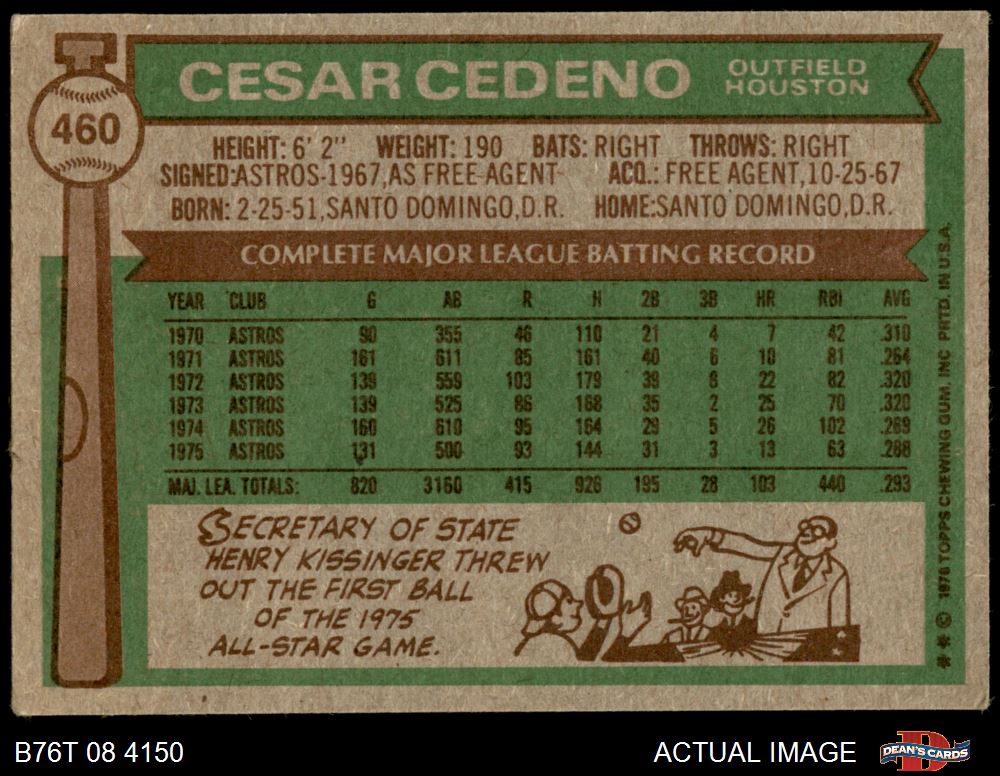 460
CESAR CEDENO
OUTFIELD
HOUSTON
HEIGHT: 6' 2" WEIGHT: 190 BATS: RIGHT THROWS: RIGHT
SIGNED: ASTROS-1967, AS FREE-AGENT ACQ.: FREE AGENT, 10-25-67
BORN: 2-25-51, SANTO DOMINGO, D.R. HOME: SANTO DOMINGO, D.R.
COMPLETE MAJOR LEAGUE BATTING RECORD
YEAR CLUB G AB R H 2B 3B HR RBI AVG
1970 ASTROS 90 355 46 110 21 4 7 42 .310
1971 ASTROS 161 611 85 161 40 6 10 81 .264
1972 ASTROS 139 559 103 179 39 8 22 82 .320
1973 ASTROS 139 525 86 168 35 2 25 70 .320
1974 ASTROS 160 610 95 164 29 5 26 102 .269
1975 ASTROS 131 500 93 144 31 3 13 63 .288
MAJ. LEA. TOTALS: 820 3160 415 926 195 28 103 440 .293
SECRETARY OF STATE
HENRY KISSINGER THREW
OUT THE FIRST BALL
OF THE 1975
ALL-STAR GAME.
** © 1976 TOPPS CHEWING GUM, INC PRTD. IN U.S.A.
B76T 08 4150
ACTUAL IMAGE
D
DEAN'S CARDS